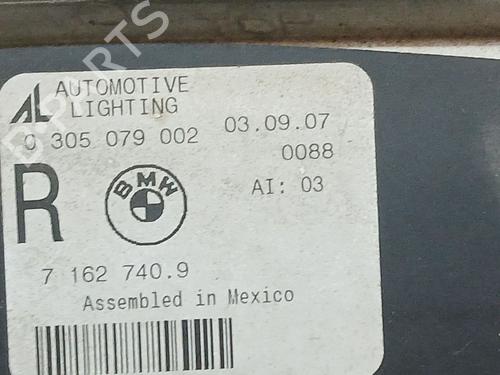 AL AUTOMOTIVE
LIGHTING
0 305 079 002 03.09.07
0088
R BMW AI: 03
7 162 740.9
Assembled in Mexico